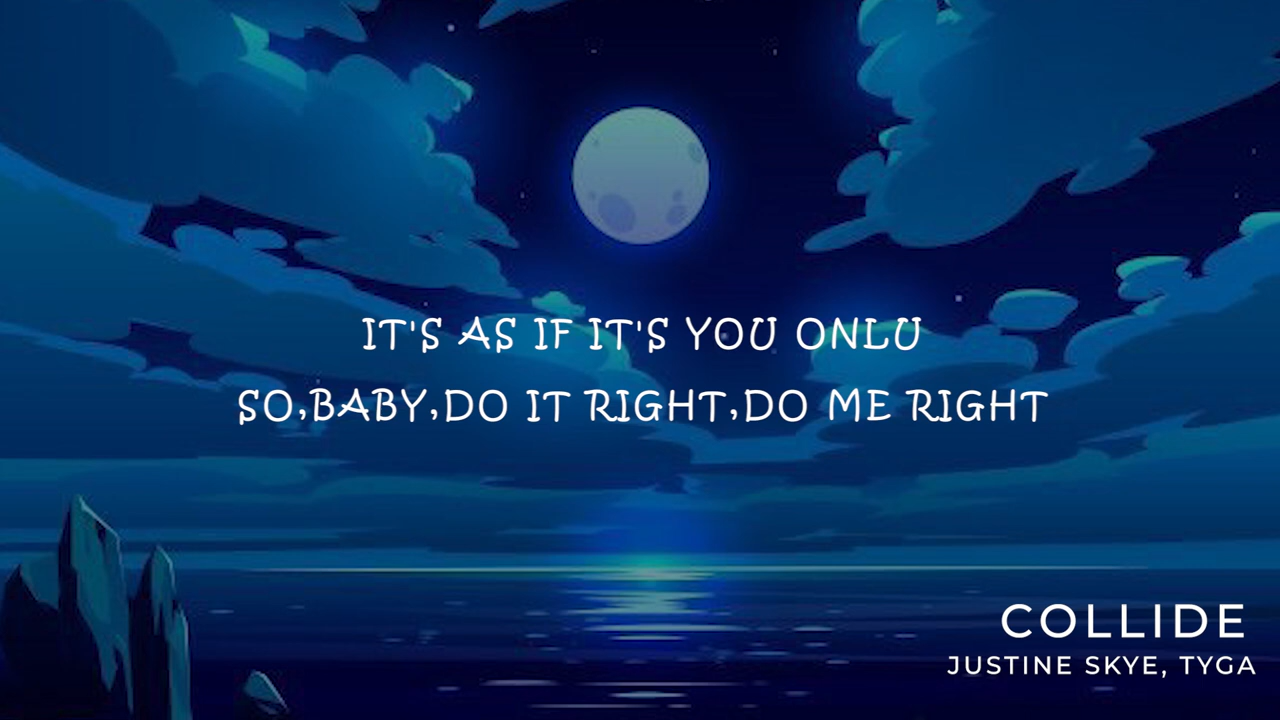 IT'S AS IF IT'S YOU ONLU
SO,BABY,DO IT RIGHT,DO ME RIGHT
COLLIDE
JUSTINE SKYE, TYGA